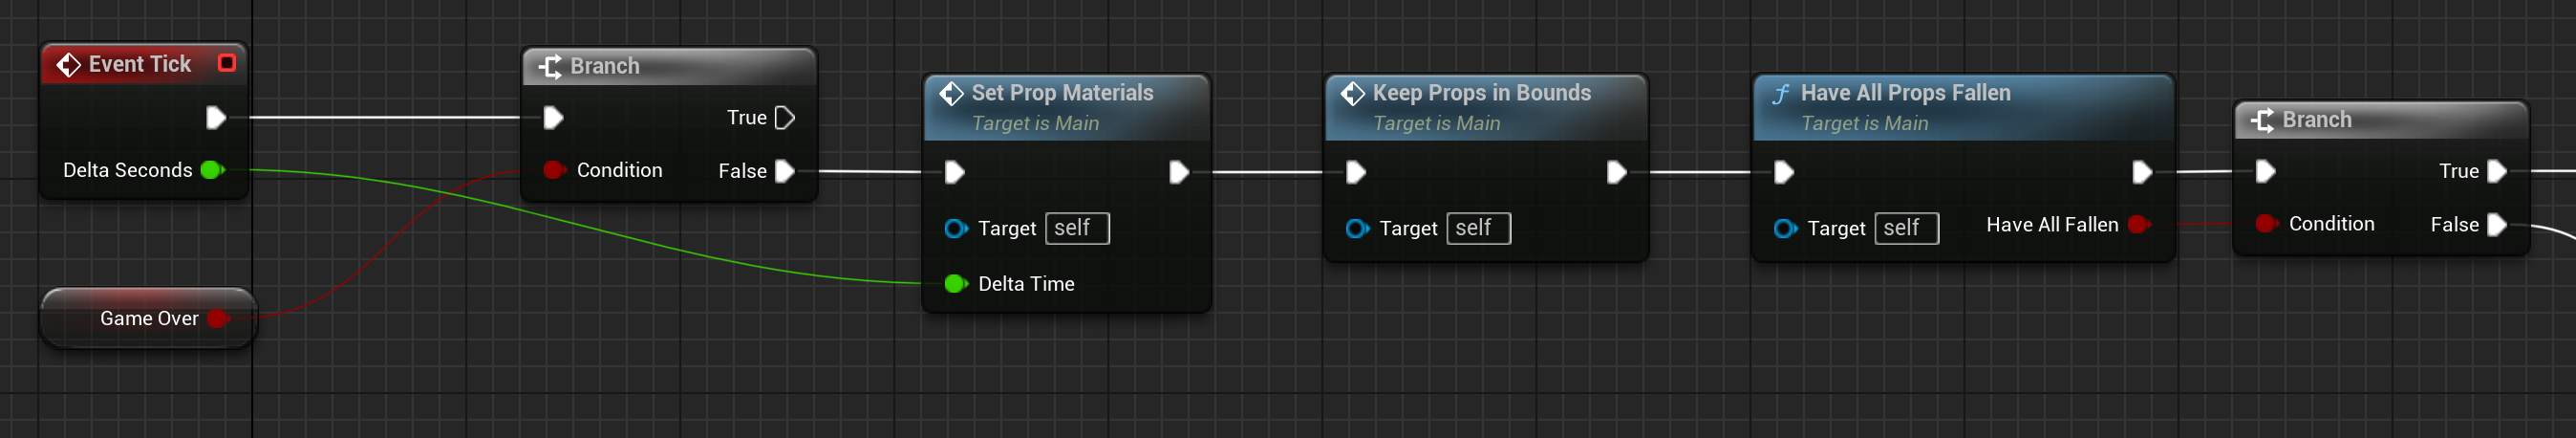 Event Tick
Delta Seconds
Game Over
Branch
True
Condition
False
Set Prop Materials
Target is Main
Target self
Delta Time
Keep Props in Bounds
Target is Main
Target self
Have All Props Fallen
Target is Main
Target self
Have All Fallen
Branch
True
Condition
False